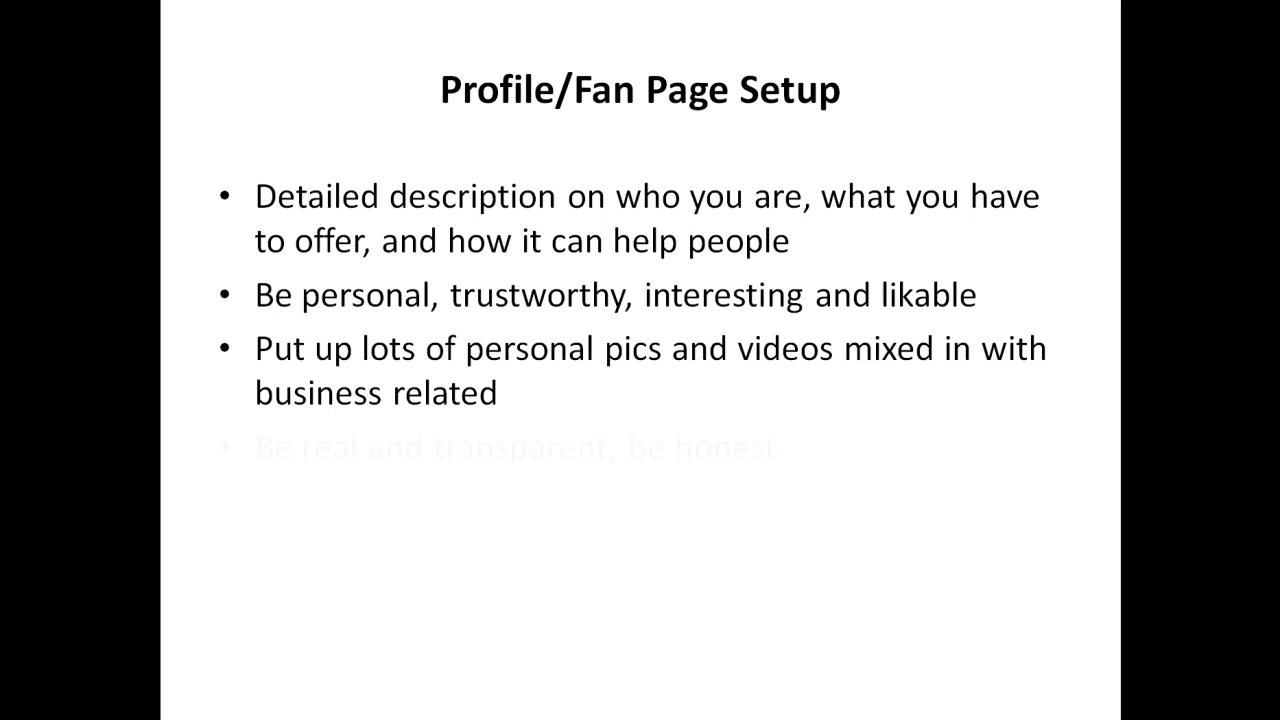 Profile/Fan Page Setup
• Detailed description on who you are, what you have
to offer, and how it can help people
• Be personal, trustworthy, interesting and likable
• Put up lots of personal pics and videos mixed in with
business related
• Be real and transparent, be honest